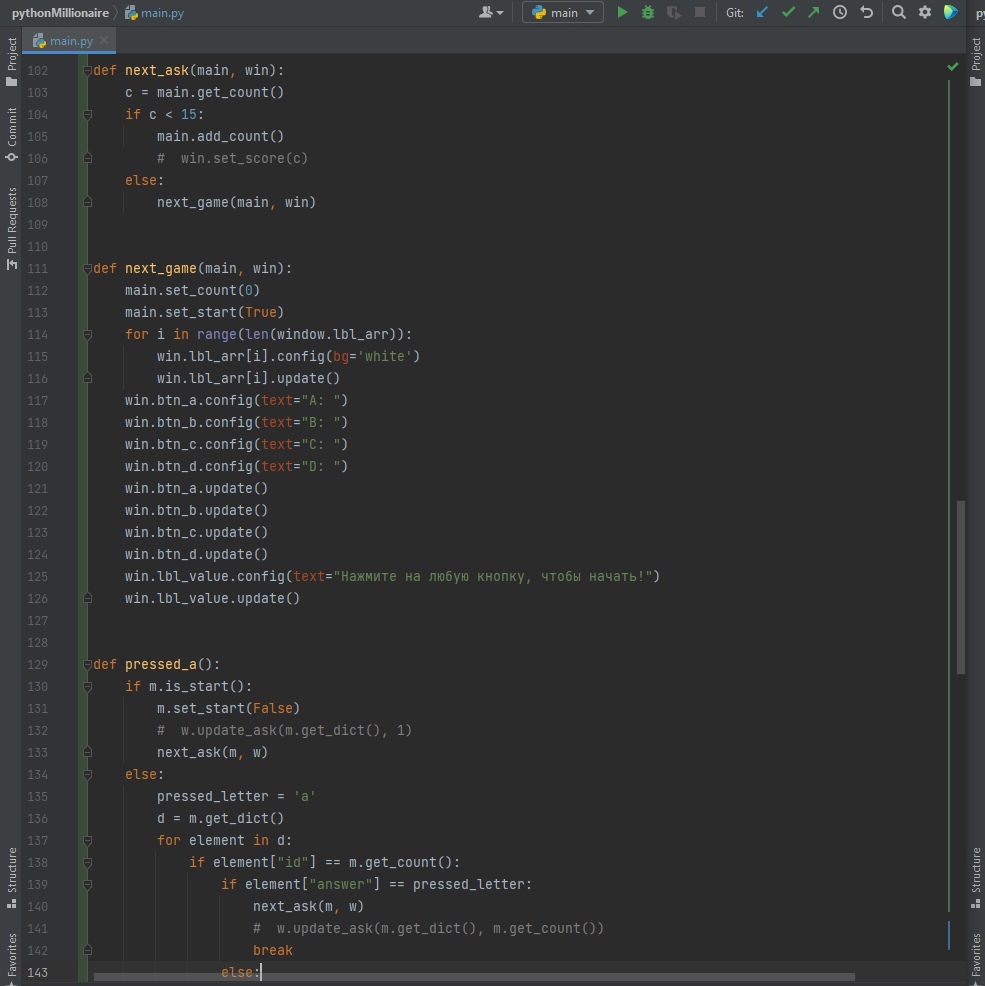 pythonMillionaire main.py main Git: py
main.py
Project
Commit
Pull Requests
Structure
Favorites
Project
Structure
Favorites
102 def next_ask(main, win):
103     c = main.get_count()
104     if c < 15:
105         main.add_count()
106         #  win.set_score(c)
107     else:
108         next_game(main, win)
109
110
111 def next_game(main, win):
112     main.set_count(0)
113     main.set_start(True)
114     for i in range(len(window.lbl_arr)):
115         win.lbl_arr[i].config(bg='white')
116         win.lbl_arr[i].update()
117     win.btn_a.config(text="A: ")
118     win.btn_b.config(text="B: ")
119     win.btn_c.config(text="C: ")
120     win.btn_d.config(text="D: ")
121     win.btn_a.update()
122     win.btn_b.update()
123     win.btn_c.update()
124     win.btn_d.update()
125     win.lbl_value.config(text="Нажмите на любую кнопку, чтобы начать!")
126     win.lbl_value.update()
127
128
129 def pressed_a():
130     if m.is_start():
131         m.set_start(False)
132         #  w.update_ask(m.get_dict(), 1)
133         next_ask(m, w)
134     else:
135         pressed_letter = 'a'
136         d = m.get_dict()
137         for element in d:
138             if element["id"] == m.get_count():
139                 if element["answer"] == pressed_letter:
140                     next_ask(m, w)
141                     #  w.update_ask(m.get_dict(), m.get_count())
142                     break
143                 else: